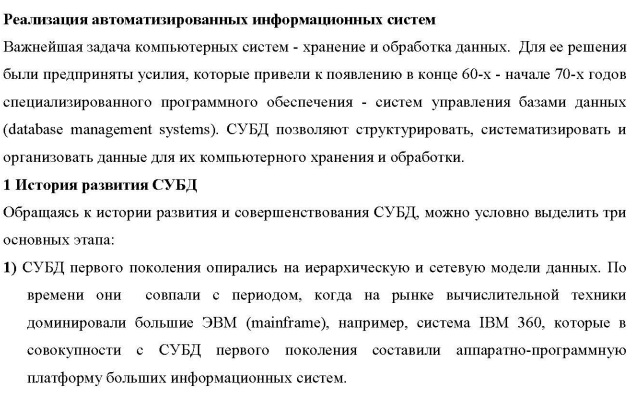 Реализация автоматизированных информационных систем
Важнейшая задача компьютерных систем - хранение и обработка данных.  Для ее решения
были предприняты усилия, которые привели к появлению в конце 60-х - начале 70-х годов
специализированного программного обеспечения - систем управления базами данных
(database management systems). СУБД позволяют структурировать, систематизировать и
организовать данные для их компьютерного хранения и обработки.
1 История развития СУБД
Обращаясь к истории развития и совершенствования СУБД, можно условно выделить три
основных этапа:
1) СУБД первого поколения опирались на иерархическую и сетевую модели данных. По
времени они  совпали с периодом, когда на рынке вычислительной техники
доминировали большие ЭВМ (mainframe), например, система IBM 360, которые в
совокупности с СУБД первого поколения составили аппаратно-программную
платформу больших информационных систем.